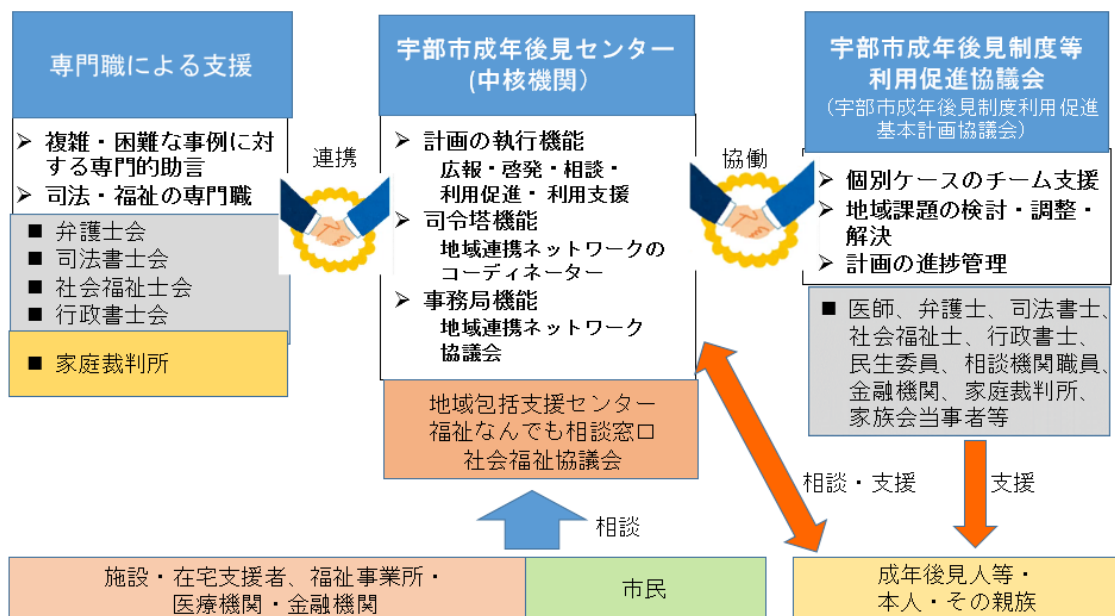 専門職による支援
➢ 複雑・困難な事例に対
する専門的助言
➢ 司法・福祉の専門職
■ 弁護士会
■ 司法書士会
■ 社会福祉士会
■ 行政書士会
■ 家庭裁判所
連携
宇部市成年後見センター
(中核機関）
➢ 計画の執行機能
広報・啓発・相談・
利用促進・ 利用支援
➢ 司令塔機能
地域連携ネットワークの
コーディネーター
➢ 事務局機能
地域連携ネットワーク
協議会
地域包括支援センター
福祉なんでも相談窓口
社会福祉協議会
協働
宇部市成年後見制度等
利用促進協議会
（宇部市成年後見制度利用促進
基本計画協議会）
➢ 個別ケースのチーム支援
➢ 地域課題の検討・調整・
解決
➢ 計画の進捗管理
■ 医師、弁護士、司法書士、
社会福祉士、行政書士、
民生委員、相談機関職員、
金融機関、家庭裁判所、
家族会当事者等
相談・支援
支援
相談
施設・在宅支援者、福祉事業所・
医療機関・金融機関
市民
成年後見人等・
本人・その親族